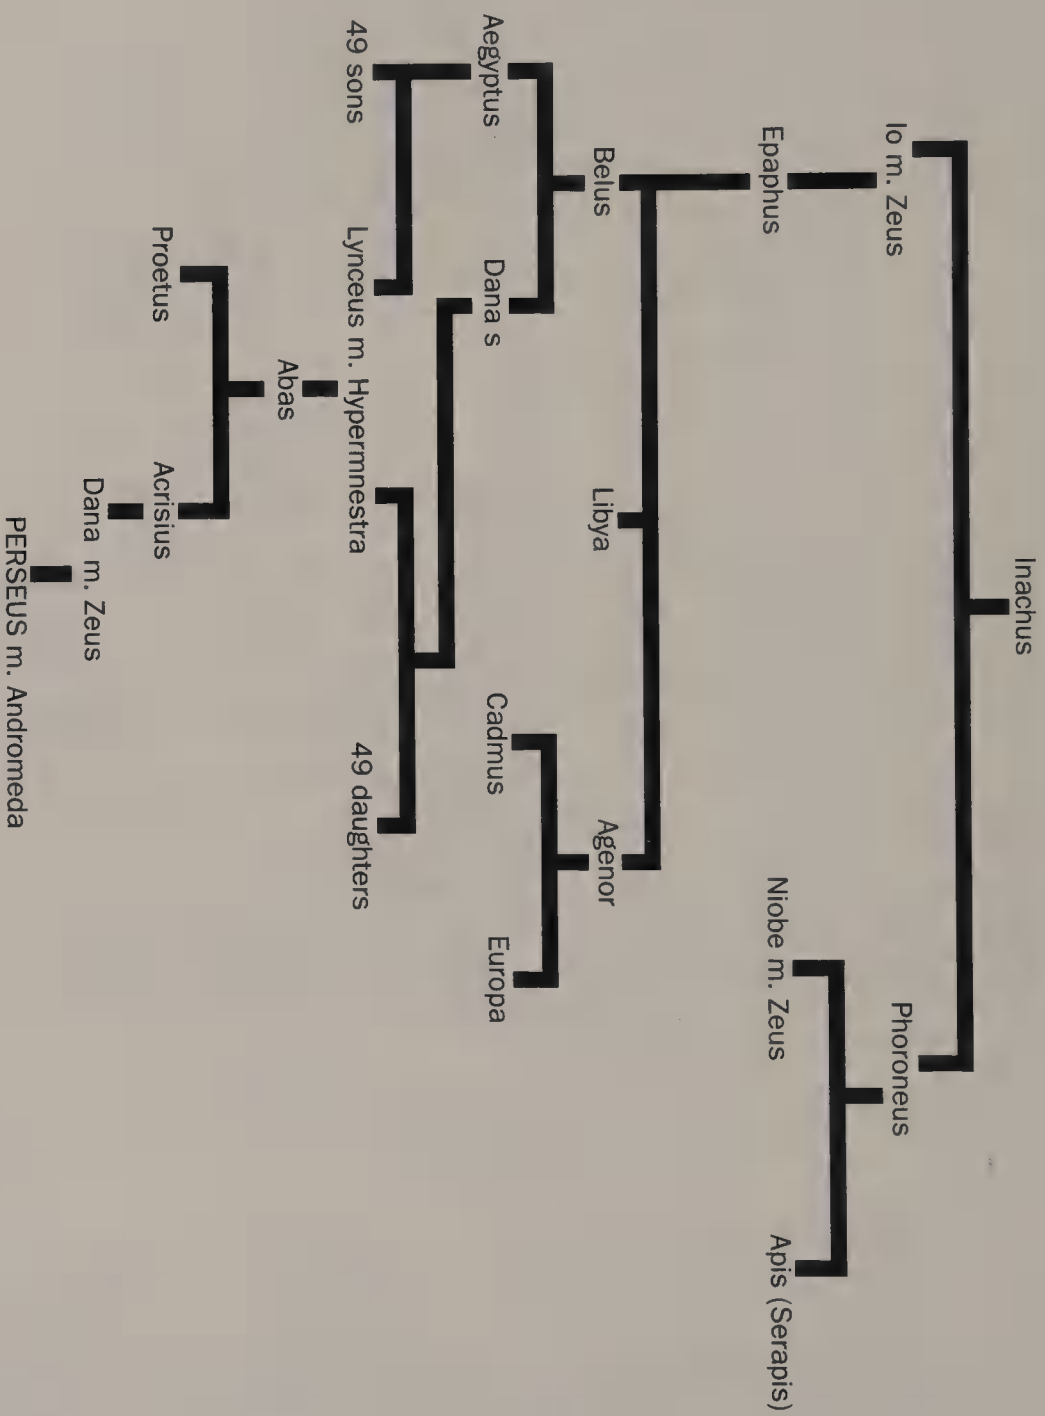 Inachus
Io m. Zeus
Phoroneus
Epaphus
Niobe m. Zeus
Apis (Serapis)
Belus
Libya
Agenor
Aegyptus
Dana s
Cadmus
Europa
49 sons
Lynceus m. Hypermnestra
49 daughters
Abas
Proetus
Acrisius
Dana m. Zeus
PERSEUS m. Andromeda